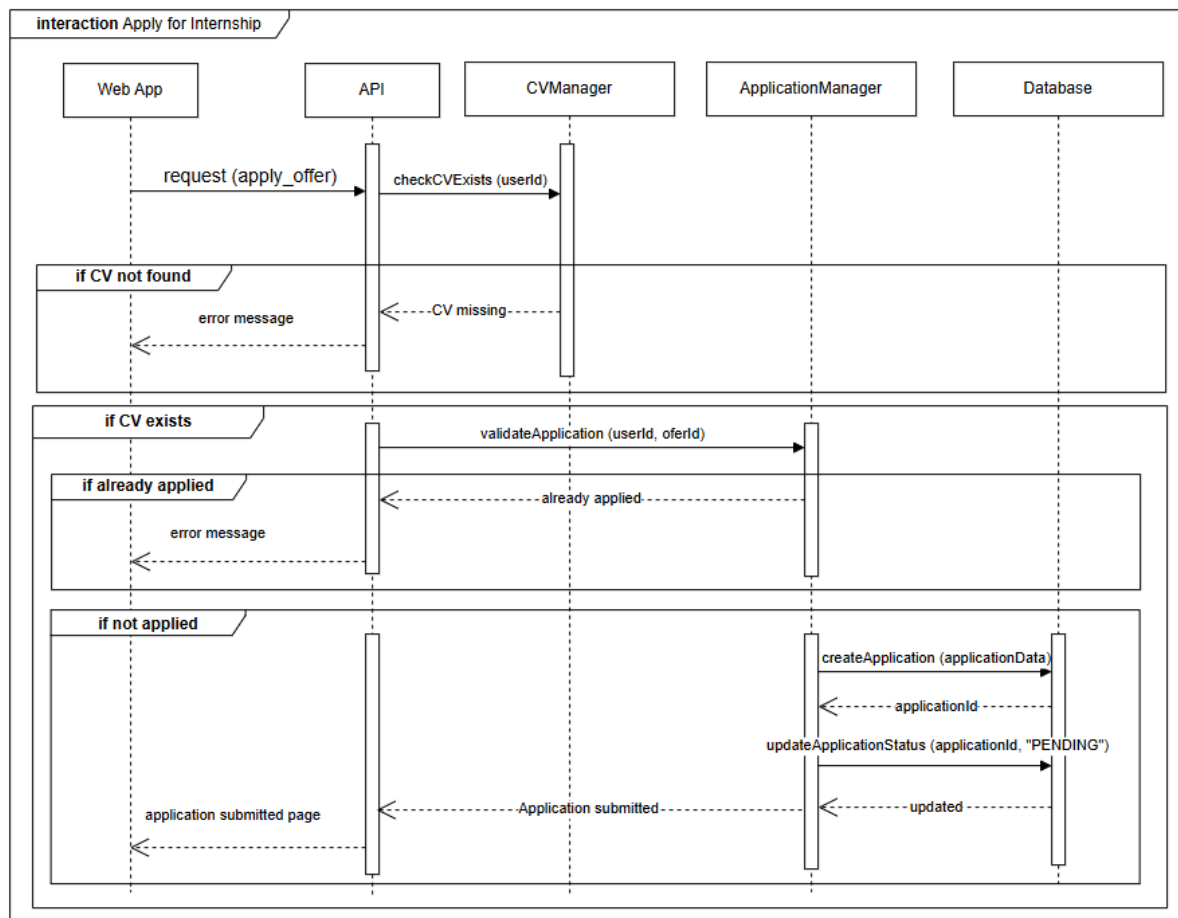 interaction Apply for Internship
Web App
API
CVManager
ApplicationManager
Database
request (apply_offer)
checkCVExists (userId)
if CV not found
CV missing
error message
if CV exists
validateApplication (userId, oferId)
if already applied
already applied
error message
if not applied
createApplication (applicationData)
applicationId
updateApplicationStatus (applicationId, "PENDING")
updated
Application submitted
application submitted page